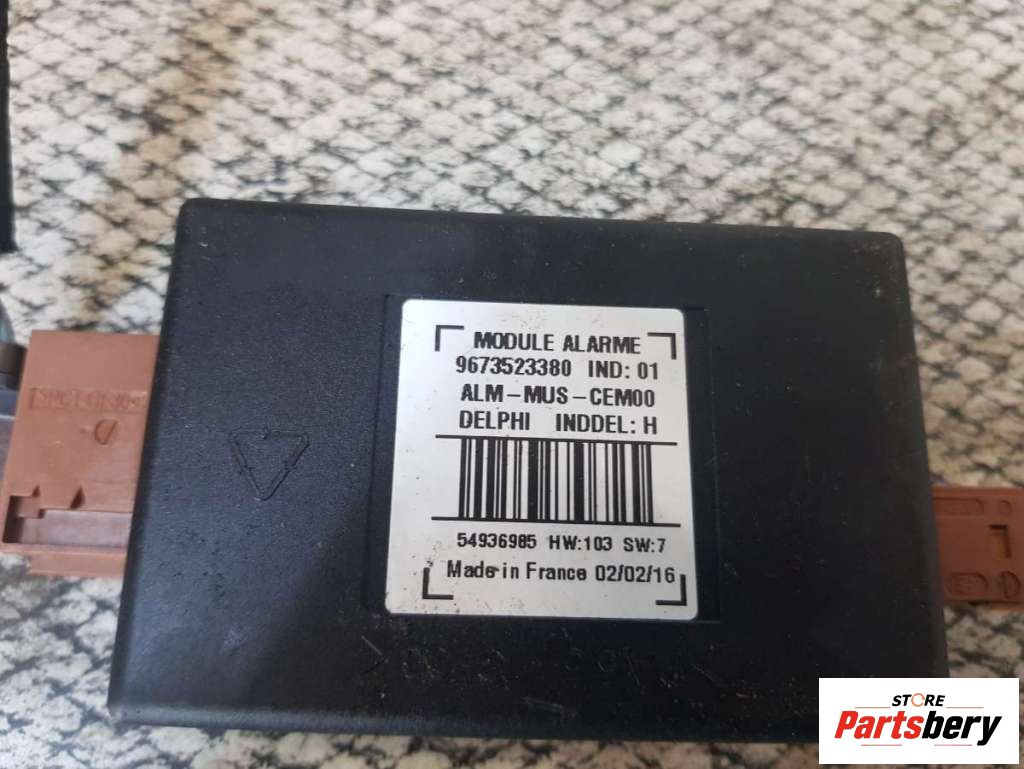 MODULE ALARME
9673523380 IND: 01
ALM-MUS-CEM00
DELPHI INDDEL: H
54936985 HW:103 SW:7
Made in France 02/02/16
STORE
Partsbery